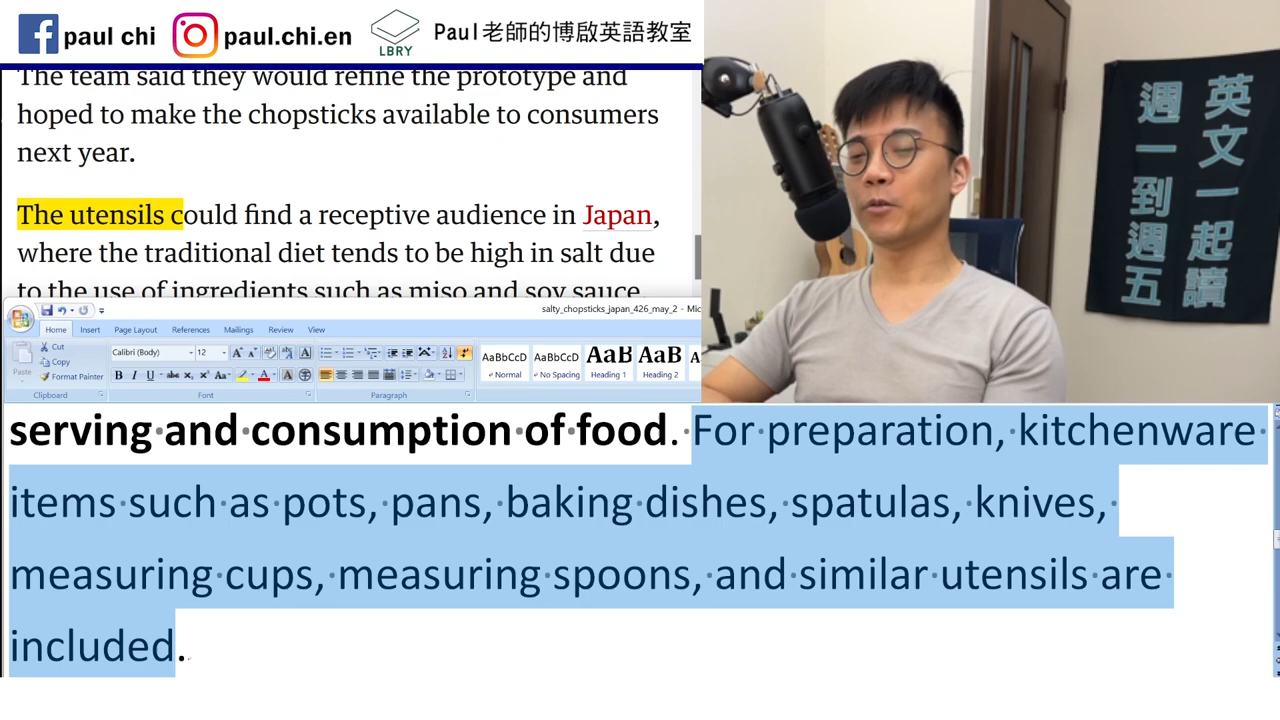 paul chi
paul.chi.en
LBRY
Paul老師的博啟英語教室
The team said they would refine the prototype and
hoped to make the chopsticks available to consumers
next year.
The utensils could find a receptive audience in Japan,
where the traditional diet tends to be high in salt due
to the use of ingredients such as miso and soy sauce
英文一起讀
週一到週五
salty_chopsticks_japan_426_may_2 - Mic
Home Insert Page Layout References Mailings Review View
Paste
Cut
Copy
Format Painter
Clipboard
Calibri (Body) 12
Font
Paragraph
AaBbCcD AaBbCcD AaB AaB
Normal No Spacing Heading 1 Heading 2
serving and consumption of food. For preparation, kitchenware
items such as pots, pans, baking dishes, spatulas, knives,
measuring cups, measuring spoons, and similar utensils are
included.